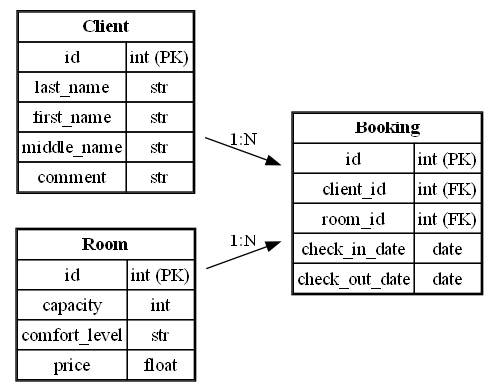 Client
id int (PK)
last_name str
first_name str
middle_name str
comment str
1:N
Booking
id int (PK)
client_id int (FK)
room_id int (FK)
check_in_date date
check_out_date date
1:N
Room
id int (PK)
capacity int
comfort_level str
price float